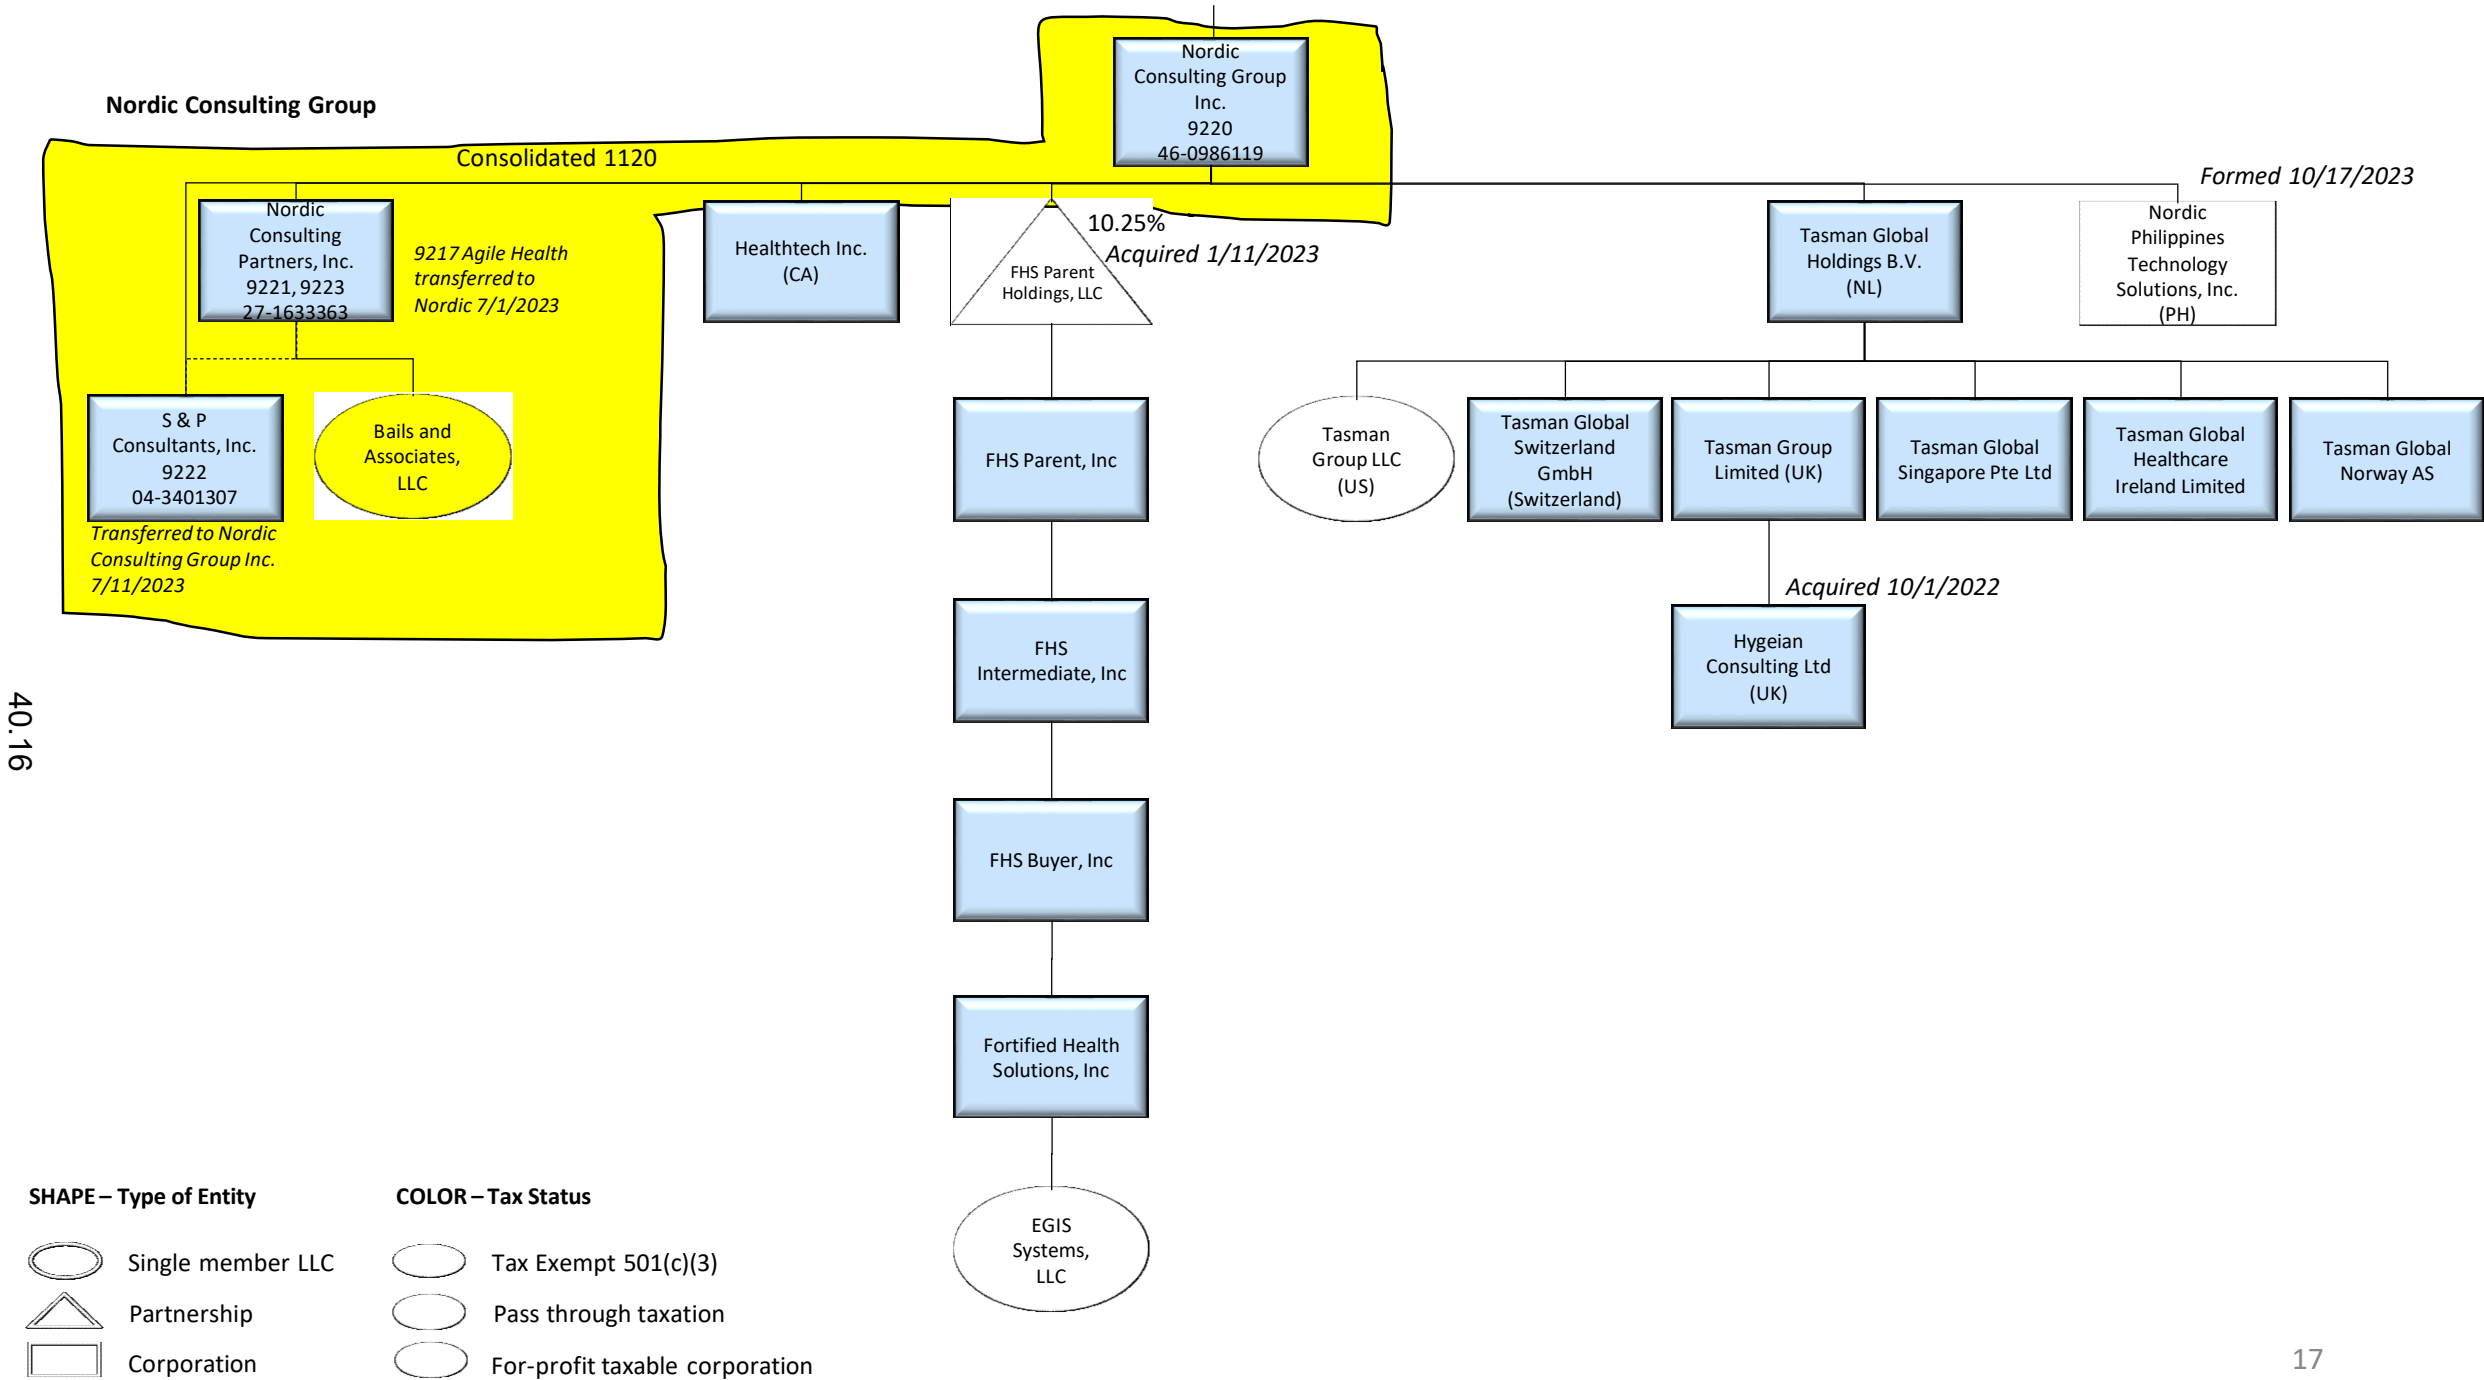 Nordic Consulting Group
Nordic
Consulting Group
Inc.
9220
46-0986119
Consolidated 1120
Formed 10/17/2023
Nordic
Consulting
Partners, Inc.
9221, 9223
27-1633363
9217 Agile Health
transferred to
Nordic 7/1/2023
Healthtech Inc.
(CA)
10.25%
Acquired 1/11/2023
FHS Parent
Holdings, LLC
Tasman Global
Holdings B.V.
(NL)
Nordic
Philippines
Technology
Solutions, Inc.
(PH)
S & P
Consultants, Inc.
9222
04-3401307
Transferred to Nordic
Consulting Group Inc.
7/11/2023
Bails and
Associates,
LLC
FHS Parent, Inc
Tasman
Group LLC
(US)
Tasman Global
Switzerland
GmbH
(Switzerland)
Tasman Group
Limited (UK)
Tasman Global
Singapore Pte Ltd
Tasman Global
Healthcare
Ireland Limited
Tasman Global
Norway AS
Acquired 10/1/2022
Hygeian
Consulting Ltd
(UK)
FHS
Intermediate, Inc
40.16
FHS Buyer, Inc
Fortified Health
Solutions, Inc
EGIS
Systems,
LLC
SHAPE – Type of Entity
Single member LLC
Partnership
Corporation
COLOR – Tax Status
Tax Exempt 501(c)(3)
Pass through taxation
For-profit taxable corporation
17